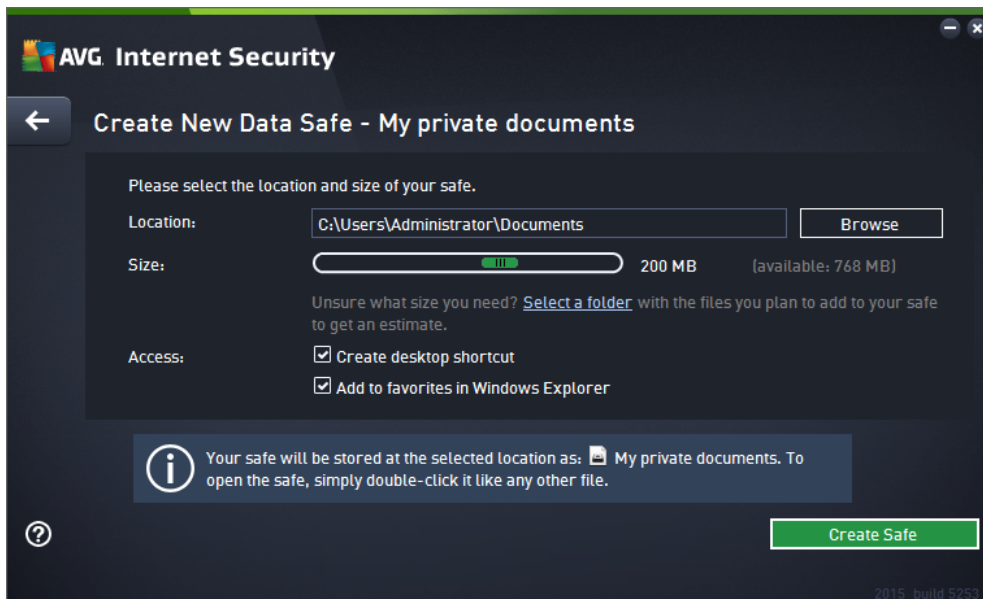 AVG. Internet Security
Create New Data Safe - My private documents
Please select the location and size of your safe.
Location:
C:\Users\Administrator\Documents
Browse
Size:
200 MB
(available: 768 MB)
Unsure what size you need? Select a folder with the files you plan to add to your safe
to get an estimate.
Access:
Create desktop shortcut
Add to favorites in Windows Explorer
Your safe will be stored at the selected location as: My private documents. To
open the safe, simply double-click it like any other file.
Create Safe
2015 build 5253